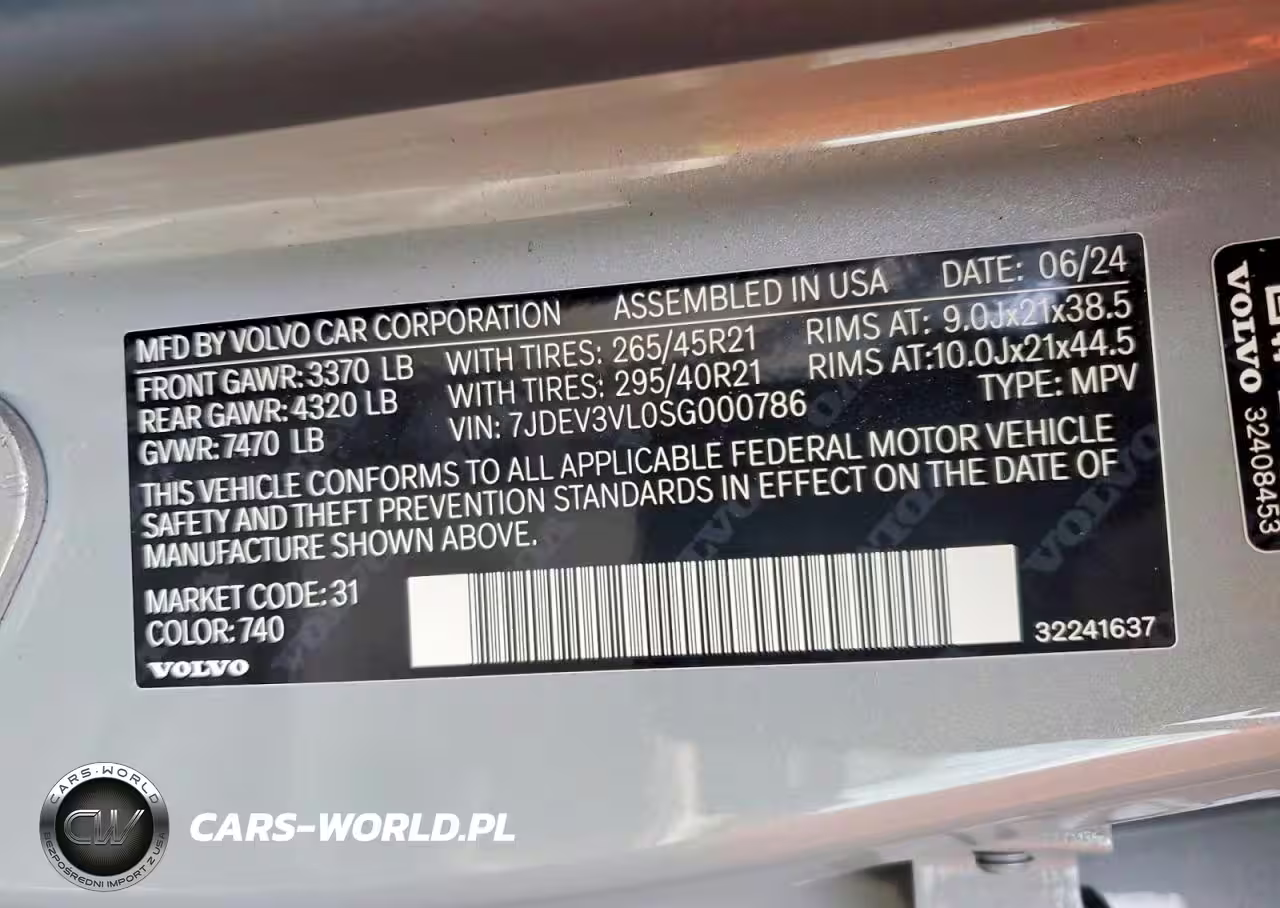 MFD BY VOLVO CAR CORPORATION ASSEMBLED IN USA DATE: 06/24
FRONT GAWR: 3370 LB WITH TIRES: 265/45R21 RIMS AT: 9.0Jx21x38.5
REAR GAWR: 4320 LB WITH TIRES: 295/40R21 RIMS AT: 10.0Jx21x44.5
GVWR: 7470 LB VIN: 7JDEV3VL0SG000786 TYPE: MPV
THIS VEHICLE CONFORMS TO ALL APPLICABLE FEDERAL MOTOR VEHICLE
SAFETY AND THEFT PREVENTION STANDARDS IN EFFECT ON THE DATE OF
MANUFACTURE SHOWN ABOVE.
MARKET CODE: 31
COLOR: 740
VOLVO
32241637
VOLVO 32408453
CARS-WORLD
CW
BEZPOŚREDNI IMPORT Z USA
CARS-WORLD.PL